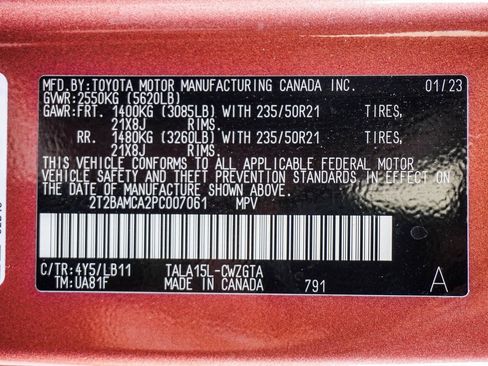 MFD.BY:TOYOTA MOTOR MANUFACTURING CANADA INC. 01/23
GVWR:2550KG (5620LB)
GAWR:FRT. 1400KG (3085LB) WITH 235/50R21 TIRES,
21X8J RIMS.
RR. 1480KG (3260LB) WITH 235/50R21 TIRES,
21X8J RIMS.
THIS VEHICLE CONFORMS TO ALL APPLICABLE FEDERAL MOTOR
VEHICLE SAFETY AND THEFT PREVENTION STANDARDS IN EFFECT ON
THE DATE OF MANUFACTURE SHOWN ABOVE.
2T2BAMCA2PC007061 MPV
C/TR:4Y5/LB11 TALA15L-CWZGTA
TM:UA81F MADE IN CANADA 791 A